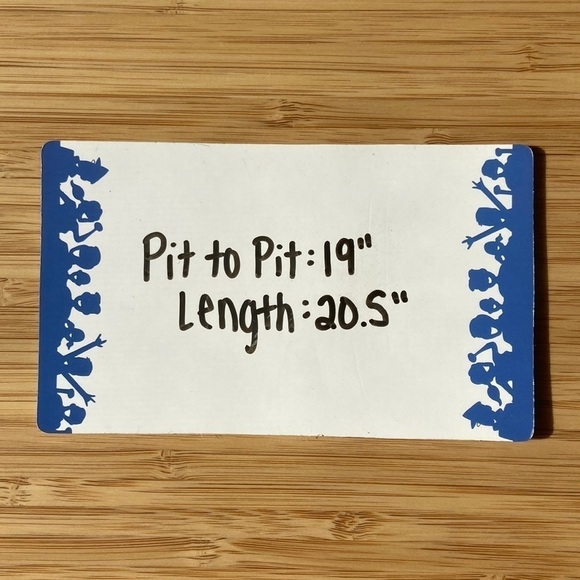 Pit to Pit: 19"
Length: 20.5"